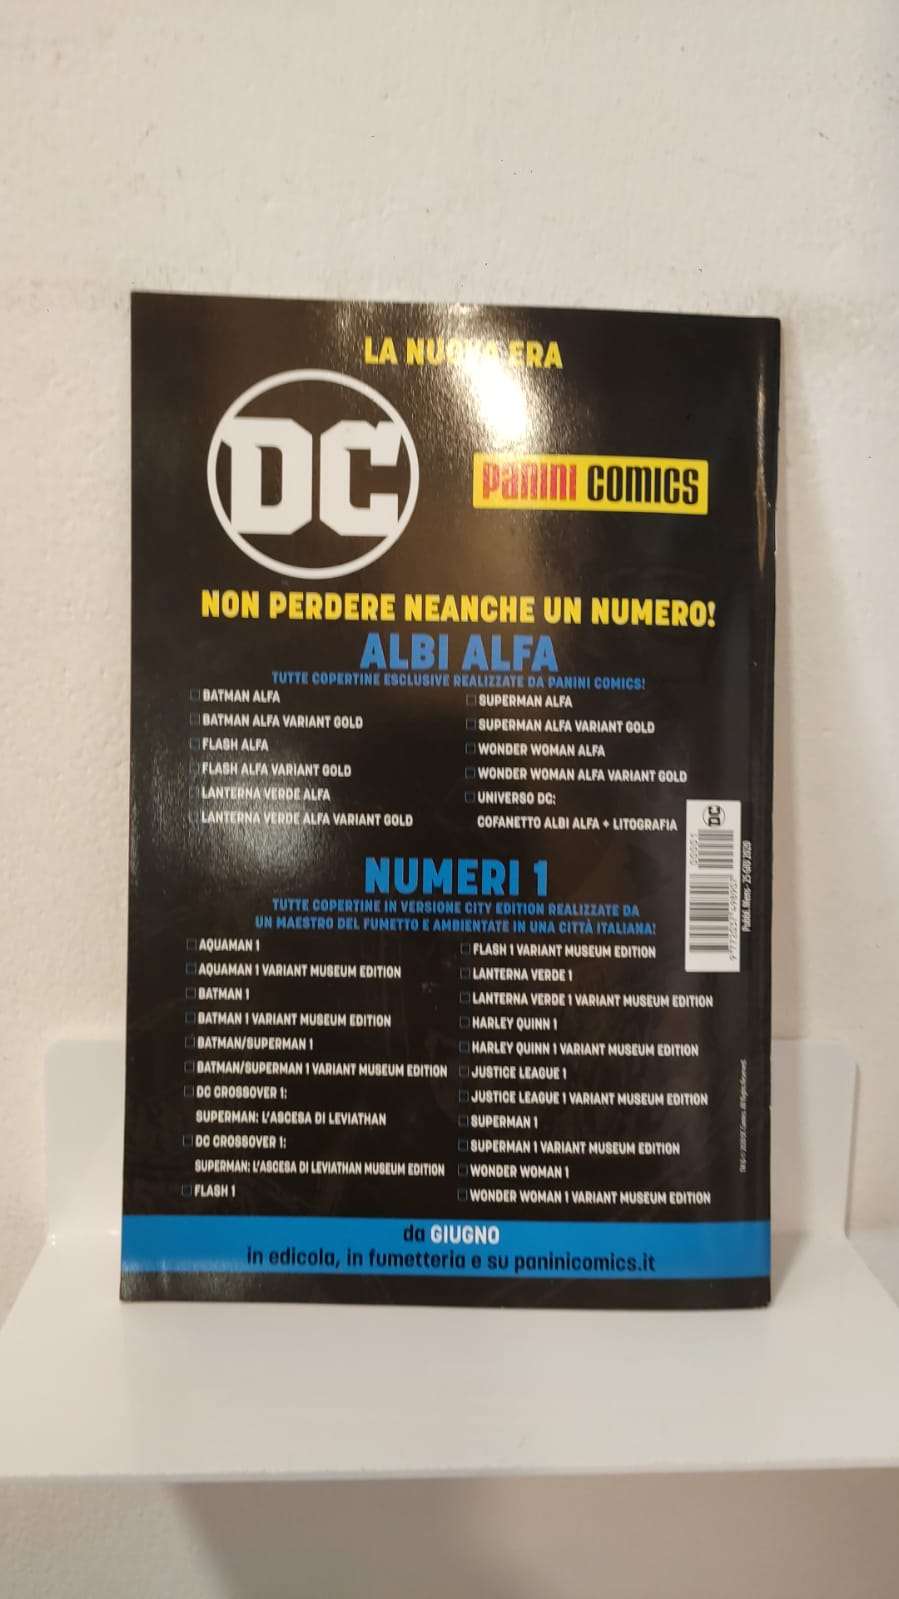 LA NUOVA ERA
DC
PANINI COMICS
NON PERDERE NEANCHE UN NUMERO!
ALBI ALFA
TUTTE COPERTINE ESCLUSIVE REALIZZATE DA PANINI COMICS!
BATMAN ALFA
BATMAN ALFA VARIANT GOLD
FLASH ALFA
FLASH ALFA VARIANT GOLD
LANTERNA VERDE ALFA
LANTERNA VERDE ALFA VARIANT GOLD
SUPERMAN ALFA
SUPERMAN ALFA VARIANT GOLD
WONDER WOMAN ALFA
WONDER WOMAN ALFA VARIANT GOLD
UNIVERSO DC:
COFANETTO ALBI ALFA + LITOGRAFIA
NUMERI 1
TUTTE COPERTINE IN VERSIONE CITY EDITION REALIZZATE DA
UN MAESTRO DEL FUMETTO E AMBIENTATE IN UNA CITTÀ ITALIANA!
AQUAMAN 1
AQUAMAN 1 VARIANT MUSEUM EDITION
BATMAN 1
BATMAN 1 VARIANT MUSEUM EDITION
BATMAN/SUPERMAN 1
BATMAN/SUPERMAN 1 VARIANT MUSEUM EDITION
DC CROSSOVER 1:
SUPERMAN: L'ASCESA DI LEVIATHAN
DC CROSSOVER 1:
SUPERMAN: L'ASCESA DI LEVIATHAN MUSEUM EDITION
FLASH 1
FLASH 1 VARIANT MUSEUM EDITION
LANTERNA VERDE 1
LANTERNA VERDE 1 VARIANT MUSEUM EDITION
HARLEY QUINN 1
HARLEY QUINN 1 VARIANT MUSEUM EDITION
JUSTICE LEAGUE 1
JUSTICE LEAGUE 1 VARIANT MUSEUM EDITION
SUPERMAN 1
SUPERMAN 1 VARIANT MUSEUM EDITION
WONDER WOMAN 1
WONDER WOMAN 1 VARIANT MUSEUM EDITION
da GIUGNO
in edicola, in fumetteria e su paninicomics.it
DC
00001
Pubbl. Mens - 25 GIU 2020